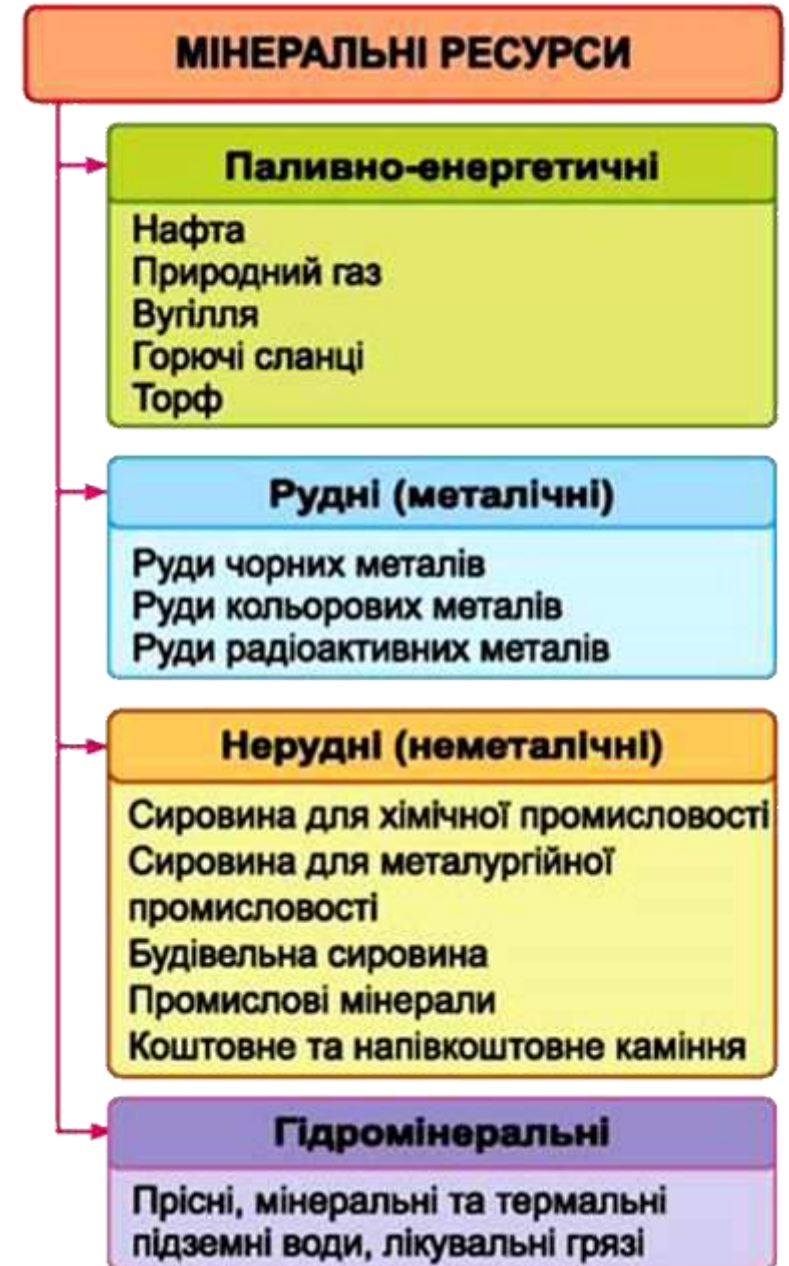 МІНЕРАЛЬНІ РЕСУРСИ
Паливно-енергетичні
Нафта
Природний газ
Вугілля
Горючі сланці
Торф
Рудні (металічні)
Руди чорних металів
Руди кольорових металів
Руди радіоактивних металів
Нерудні (неметалічні)
Сировина для хімічної промисловості
Сировина для металургійної
промисловості
Будівельна сировина
Промислові мінерали
Коштовне та напівкоштовне каміння
Гідромінеральні
Прісні, мінеральні та термальні
підземні води, лікувальні грязі